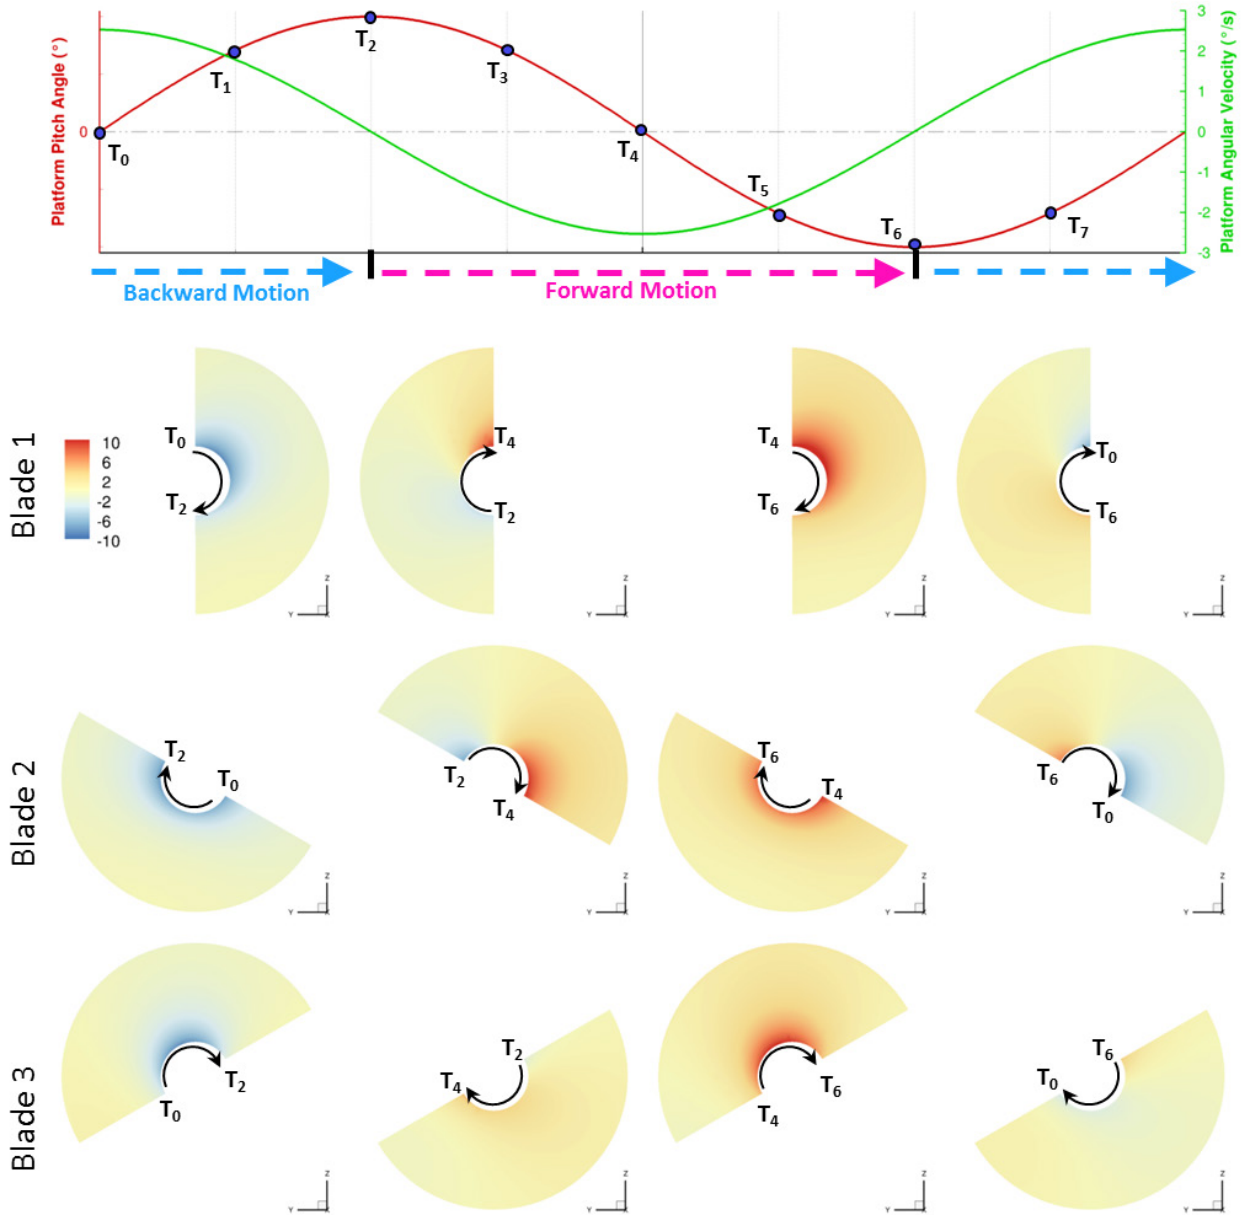 Platform Pitch Angle (°)
0
T0
T1
T2
T3
T4
T5
T6
T7
3
2
1
0
-1
-2
-3
Platform Angular Velocity (°/s)
Backward Motion
Forward Motion
Blade 1
10
6
2
-2
-6
-10
T0
T2
T4
T2
T4
T6
T0
T6
Z
Y
X
Z
Y
X
Z
Y
X
Z
Y
X
Blade 2
T2
T0
T2
T4
T6
T4
T6
T0
Z
Y
X
Z
Y
X
Z
Y
X
Z
Y
X
Blade 3
T0
T2
T2
T4
T4
T6
T6
T0
Z
Y
X
Z
Y
X
Z
Y
X
Z
Y
X